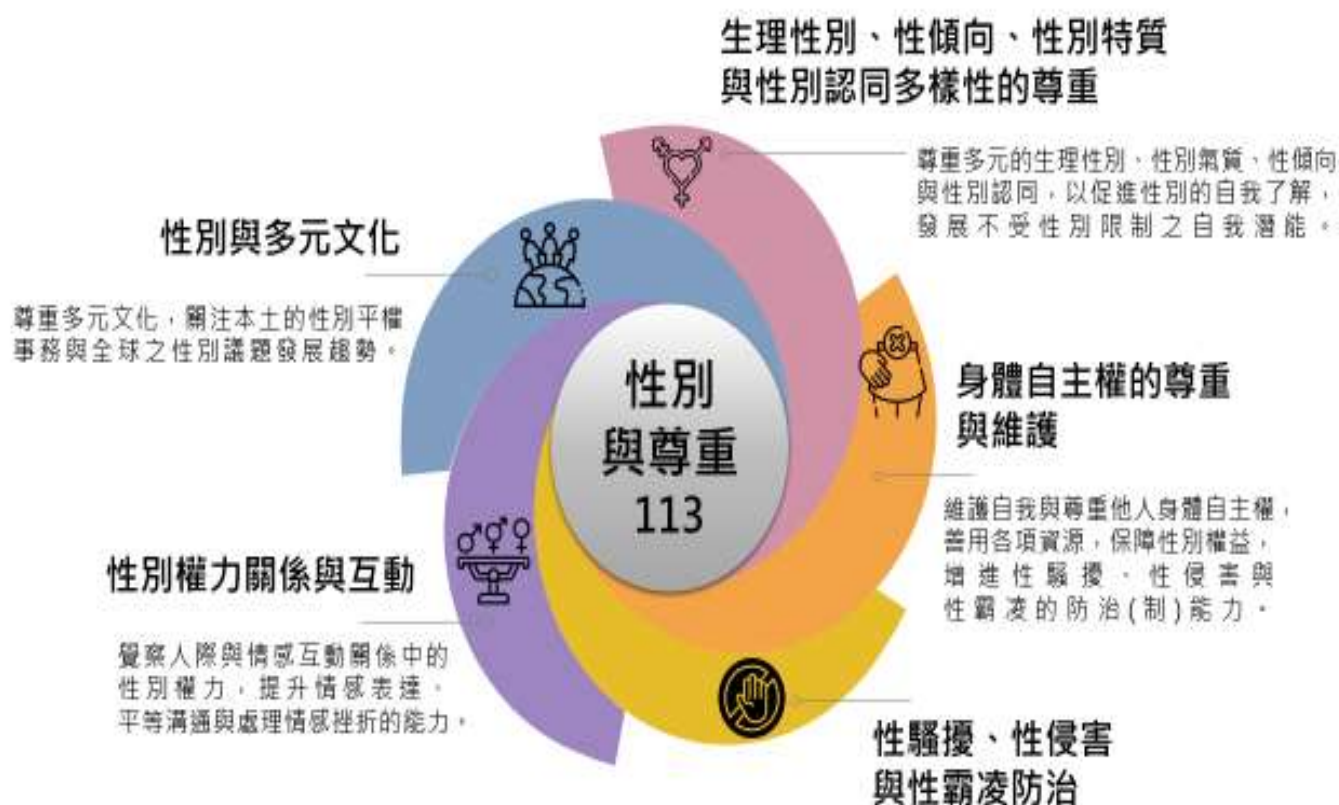 生理性別、性傾向、性別特質
與性別認同多樣性的尊重
尊重多元的生理性別、性別氣質、性傾向
與性別認同，以促進性別的自我了解，
發展不受性別限制之自我潛能。
性別與多元文化
尊重多元文化，關注本土的性別平權
事務與全球之性別議題發展趨勢。
性別
與尊重
113
身體自主權的尊重
與維護
維護自我與尊重他人身體自主權，
善用各項資源，保障性別權益，
增進性騷擾、性侵害與
性霸凌的防治(制)能力。
性別權力關係與互動
覺察人際與情感互動關係中的
性別權力，提升情感表達、
平等溝通與處理情感挫折的能力。
性騷擾、性侵害
與性霸凌防治